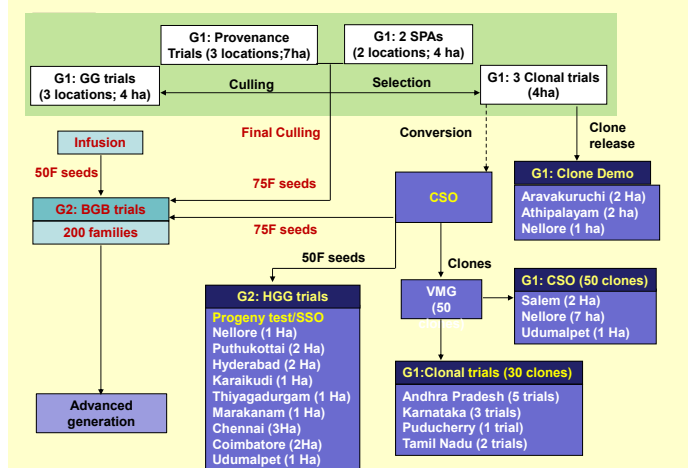 G1: Provenance
Trials (3 locations;7ha)
G1: 2 SPAs
(2 locations; 4 ha)
G1: GG trials
(3 locations; 4 ha)
Culling
Selection
G1: 3 Clonal trials
(4ha)
Infusion
Final Culling
Conversion
Clone
release
50F seeds
75F seeds
G2: BGB trials
200 families
75F seeds
CSO
G1: Clone Demo
Aravakuruchi (2 Ha)
Athipalayam (2 ha)
Nellore (1 ha)
50F seeds
Clones
G2: HGG trials
Progeny test/SSO
Nellore (1 Ha)
Puthukottai (2 Ha)
Hyderabad (2 Ha)
Karaikudi (1 Ha)
Thiyagadurgam (1 Ha)
Marakanam (1 Ha)
Chennai (3Ha)
Coimbatore (2Ha)
Udumalpet (1 Ha)
VMG
(50
G1: CSO (50 clones)
Salem (2 Ha)
Nellore (7 ha)
Udumalpet (1 Ha)
G1:Clonal trials (30 clones)
Andhra Pradesh (5 trials)
Karnataka (3 trials)
Puducherry (1 trial)
Tamil Nadu (2 trials)
Advanced
generation